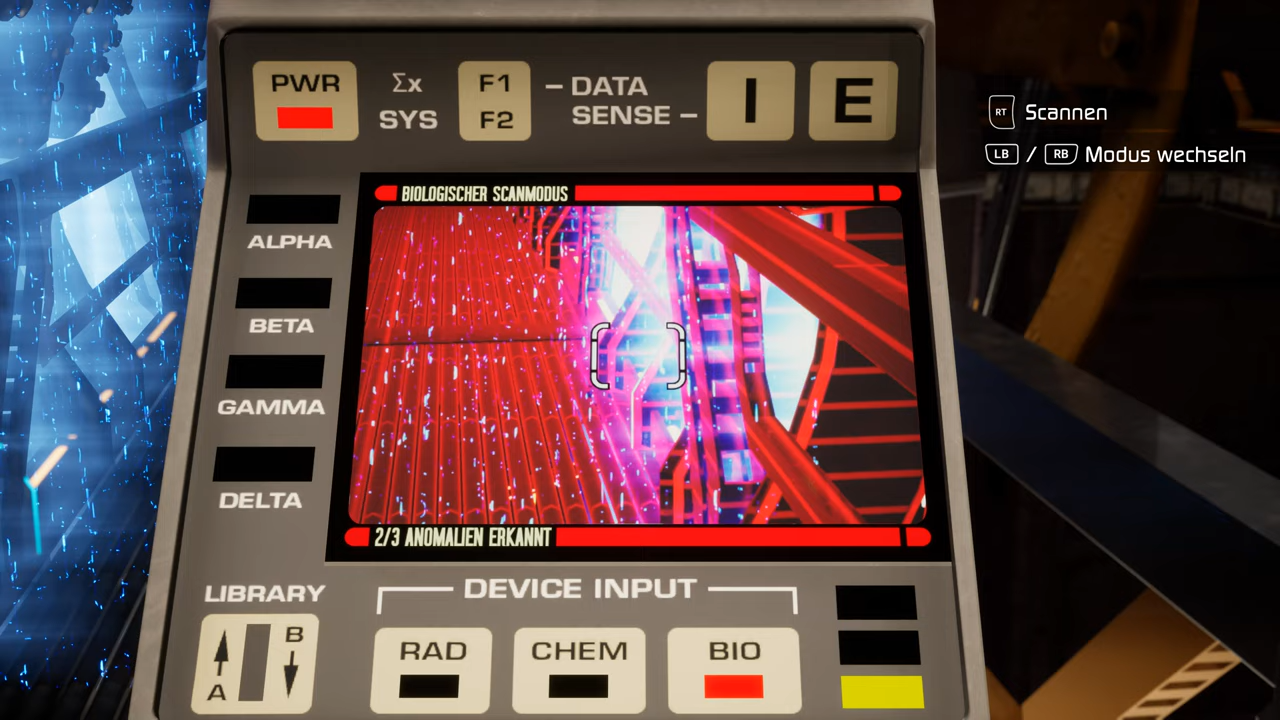 PWR
Σx
SYS
F1
F2
– DATA
SENSE –
I
E
RT Scannen
LB / RB Modus wechseln
BIOLOGISCHER SCANMODUS
ALPHA
BETA
GAMMA
DELTA
2/3 ANOMALIEN ERKANNT
LIBRARY
A
B
DEVICE INPUT
RAD
CHEM
BIO